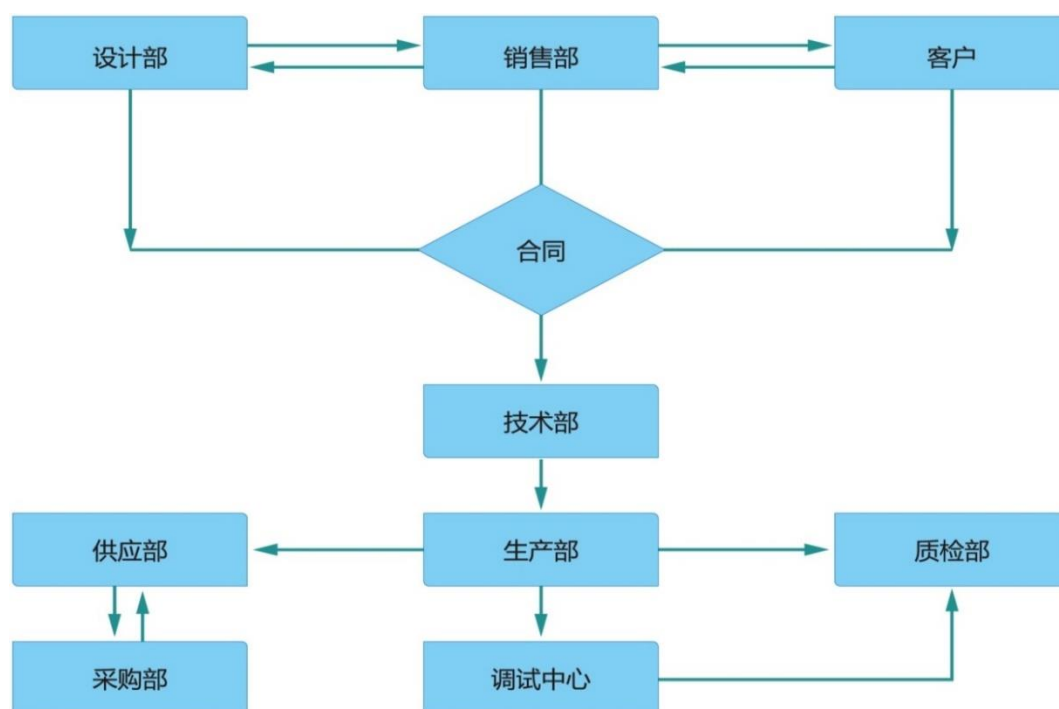 设计部
销售部
客户
合同
技术部
供应部
生产部
质检部
采购部
调试中心